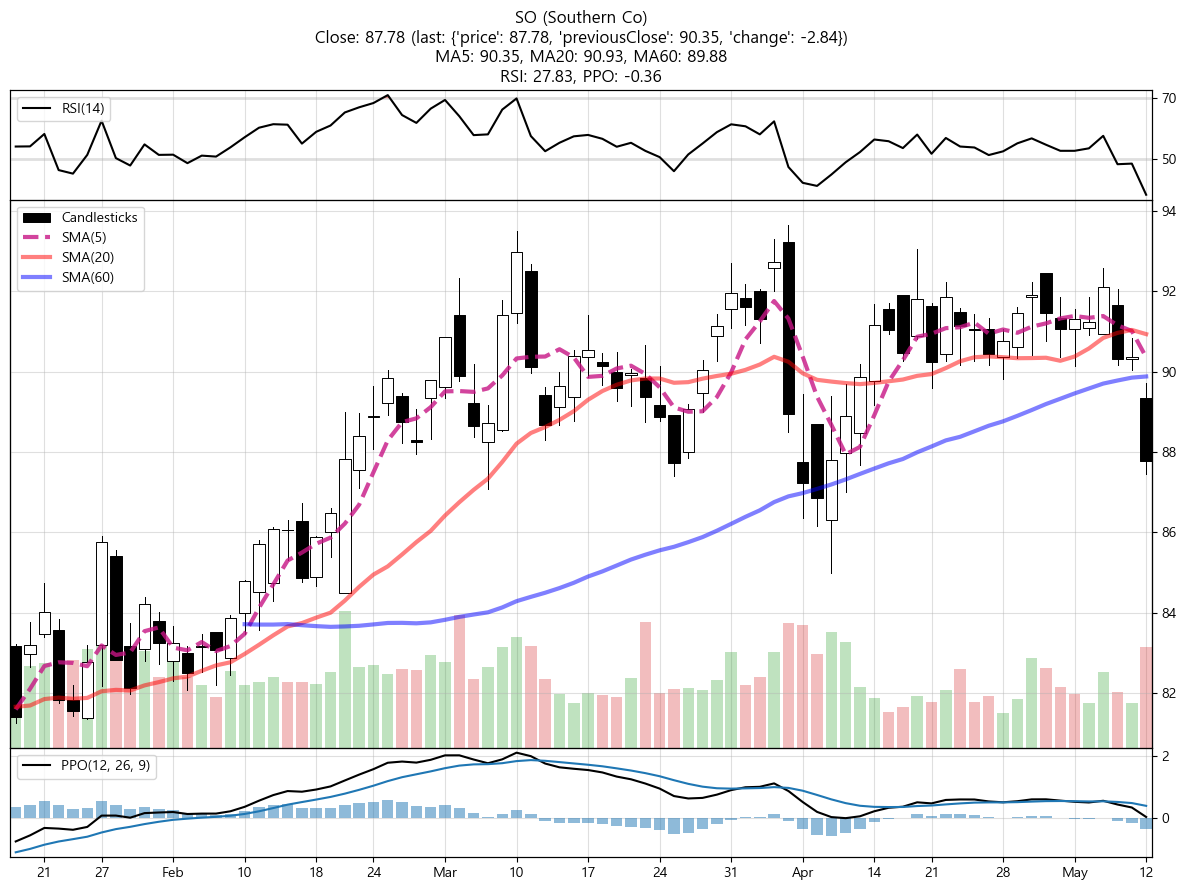 SO (Southern Co)
Close: 87.78 (last: {'price': 87.78, 'previousClose': 90.35, 'change': -2.84})
MA5: 90.35, MA20: 90.93, MA60: 89.88
RSI: 27.83, PPO: -0.36
RSI(14)
70
50
Candlesticks
SMA(5)
SMA(20)
SMA(60)
94
92
90
88
86
84
82
PPO(12, 26, 9)
2
0
21 27 Feb 10 18 24 Mar 10 17 24 31 Apr 14 21 28 May 12